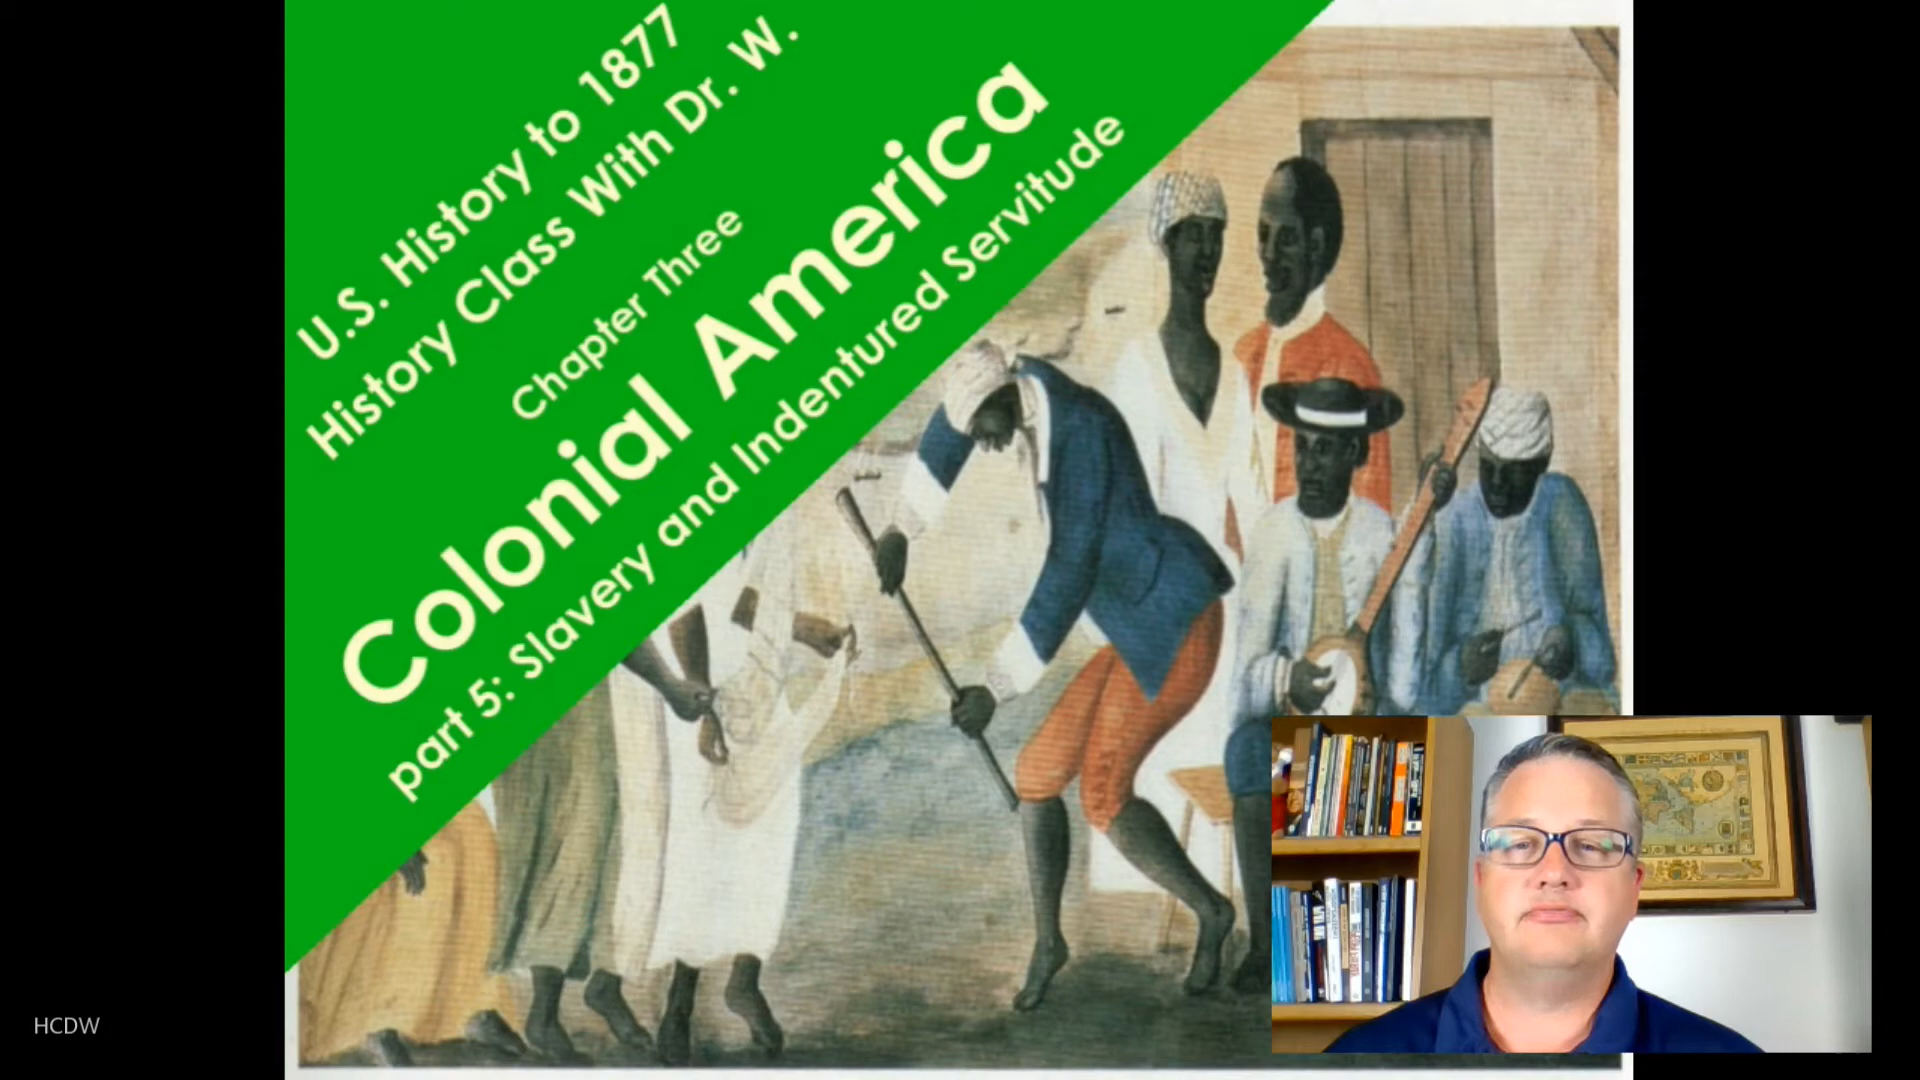 U.S. History to 1877
History Class With Dr. W.
Chapter Three
Colonial America
part 5: Slavery and Indentured Servitude
HCDW